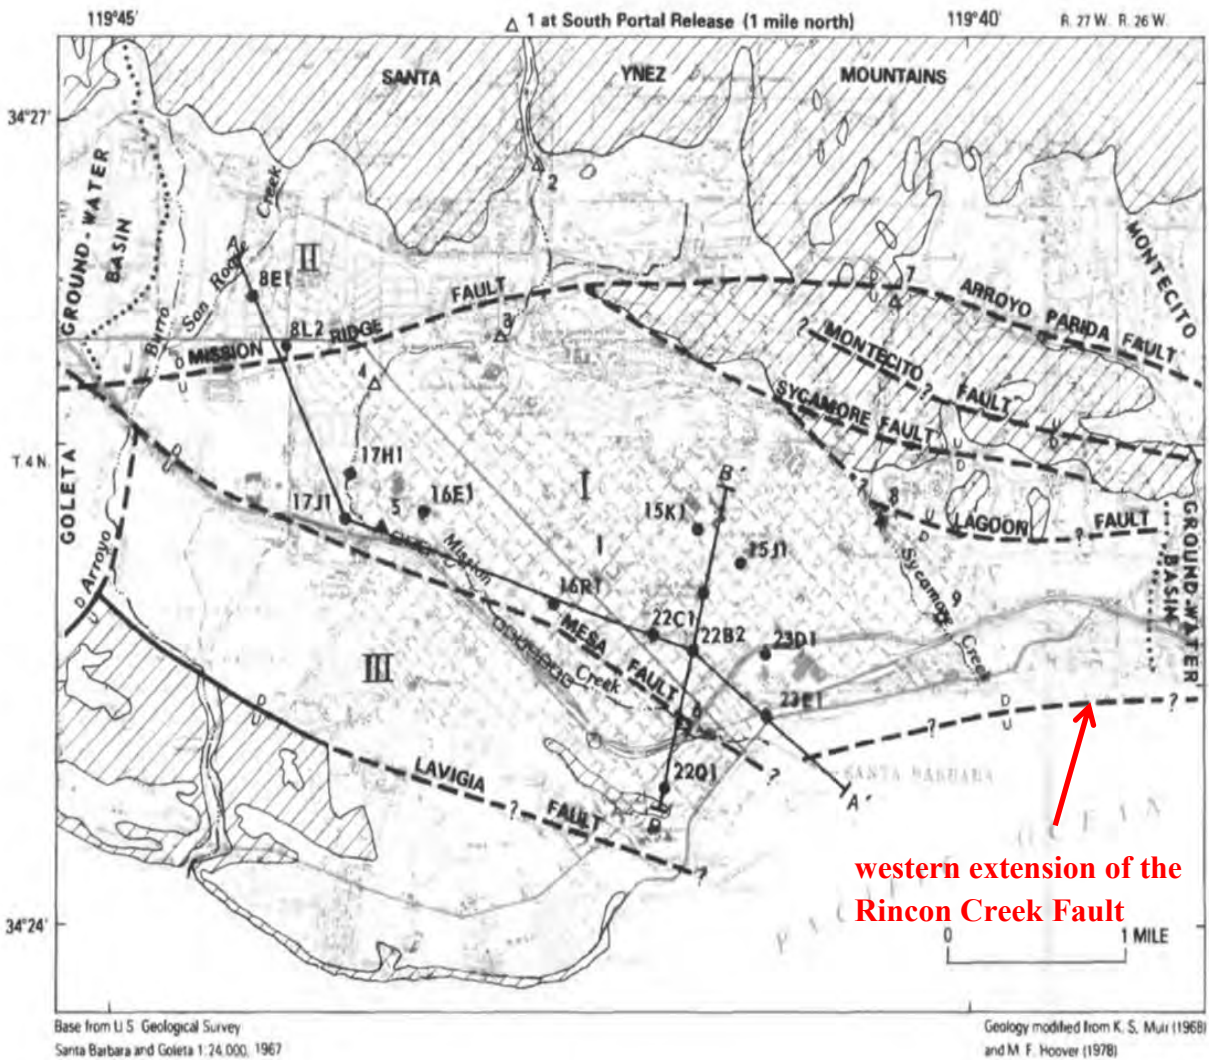 119°45'
△ 1 at South Portal Release (1 mile north)
119°40'
R. 27 W. R. 26 W.
SANTA
YNEZ
MOUNTAINS
34°27'
GROUND-WATER
BASIN
Creek
San Roque
A
II
2
8E1
8L2
Burro
MISSION RIDGE FAULT
D
U
3
4
7
D
U
ARROYO PARIDA FAULT
MONTECITO
?
MONTECITO ? FAULT
U
D
SYCAMORE FAULT
U
D
T. 4 N.
GOLETA
Arroyo
D
U
17H1
17J1
5
16E1
Mission
I
1
B'
15K1
15J1
?
8
U
D
LAGOON ? FAULT
GROUND-WATER
BASIN
Sycamore
9
Creek
16R1
22C1
22B2
23D1
MESA FAULT
Creek
6
23E1
III
D
U
D
U
?
?
D
U
?
SANTA BARBARA
A'
22Q1
B
LAVIGIA ? FAULT
?
OCEAN
PACIFIC
western extension of the
Rincon Creek Fault
34°24'
0
1 MILE
Base from U.S. Geological Survey
Santa Barbara and Goleta 1:24,000, 1967
Geology modified from K. S. Muir (1968)
and M. F. Hoover (1978)